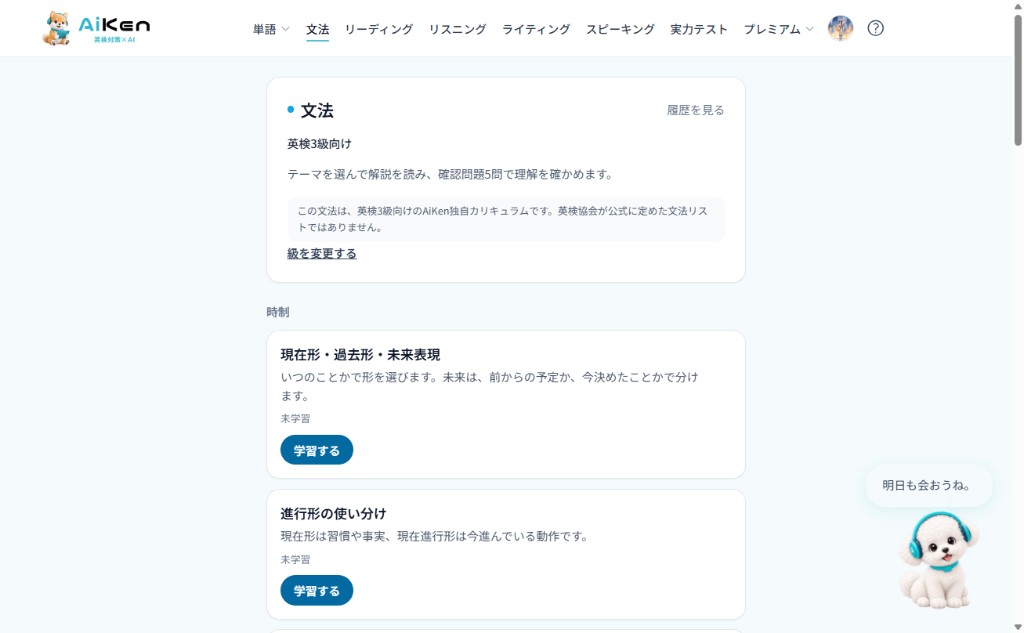 AiKen
英検対策×AI
単語
文法
リーディング
リスニング
ライティング
スピーキング
実力テスト
プレミアム
?
文法
履歴を見る
英検3級向け
テーマを選んで解説を読み、確認問題5問で理解を確かめます。
この文法は、英検3級向けのAiKen独自カリキュラムです。英検協会が公式に定めた文法リス
トではありません。
級を変更する
時制
現在形・過去形・未来表現
いつのことかで形を選びます。未来は、前からの予定か、今決めたことかで分け
ます。
未学習
学習する
進行形の使い分け
現在形は習慣や事実、現在進行形は今進んでいる動作です。
未学習
学習する
明日も会おうね。